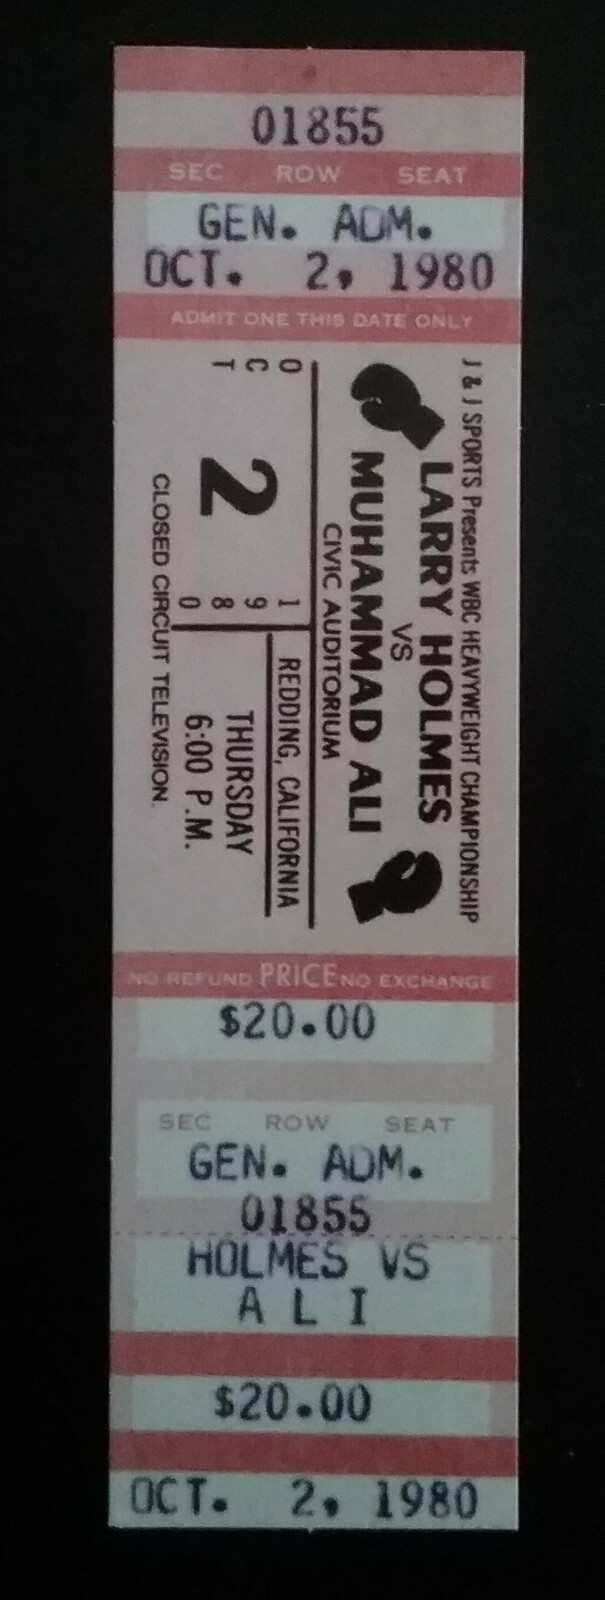 01855
SEC ROW SEAT
GEN. ADM.
OCT. 2, 1980
ADMIT ONE THIS DATE ONLY
J & J SPORTS Presents WBC HEAVYWEIGHT CHAMPIONSHIP
LARRY HOLMES
VS
MUHAMMAD ALI
CIVIC AUDITORIUM
OCT
2
1980
REDDING, CALIFORNIA
THURSDAY
6:00 P.M.
CLOSED CIRCUIT TELEVISION.
NO REFUND PRICE NO EXCHANGE
$20.00
SEC ROW SEAT
GEN. ADM.
01855
HOLMES VS
A L I
$20.00
OCT. 2, 1980